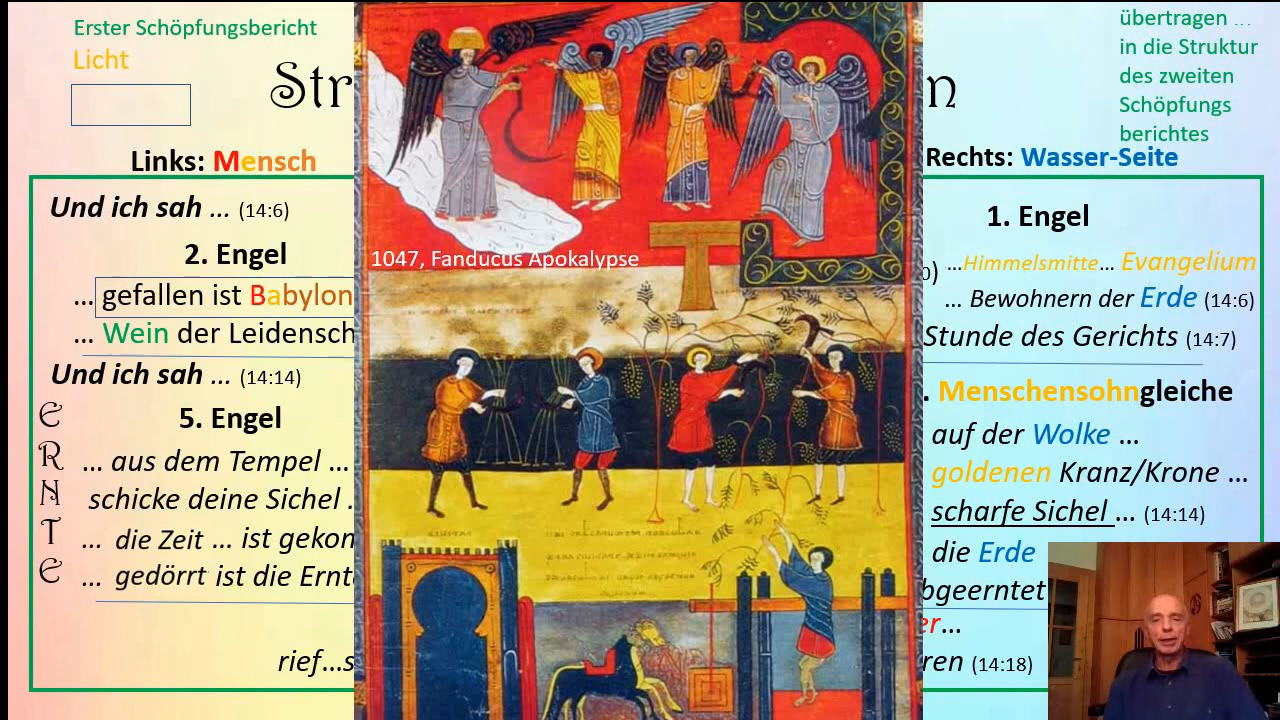 Erster Schöpfungsbericht
Licht
Str
n
übertragen ...
in die Struktur
des zweiten
Schöpfungs
berichtes
Links: Mensch
Rechts: Wasser-Seite
Und ich sah ... (14:6)
2. Engel
... gefallen ist Babylon
... Wein der Leidensch
Und ich sah ... (14:14)
5. Engel
... aus dem Tempel ...
schicke deine Sichel .
... die Zeit ... ist gekom
... gedörrt ist die Ernt
rief...s
E
R
N
T
E
1047, Fanducus Apokalypse
1. Engel
...Himmelsmitte... Evangelium
... Bewohnern der Erde (14:6)
Stunde des Gerichts (14:7)
. Menschensohngleiche
auf der Wolke ...
goldenen Kranz/Krone ...
scharfe Sichel ... (14:14)
die Erde
bgeerntet
er...
ren (14:18)